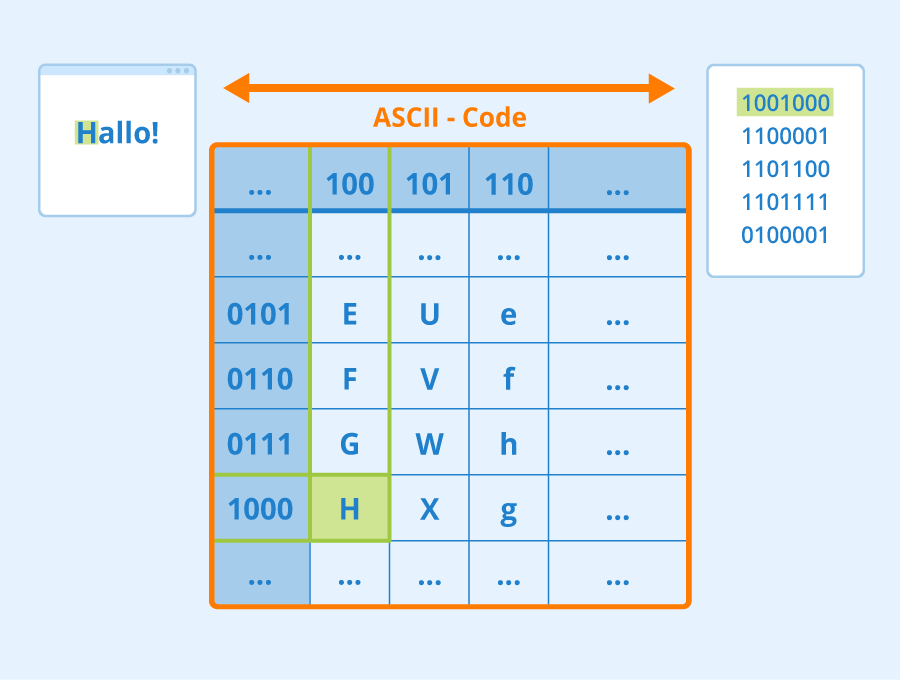 Hallo!
ASCII - Code
1001000
1100001
1101100
1101111
0100001
... 100 101 110 ...
... ... ... ... ...
0101 E U e ...
0110 F V f ...
0111 G W h ...
1000 H X g ...
... ... ... ... ...